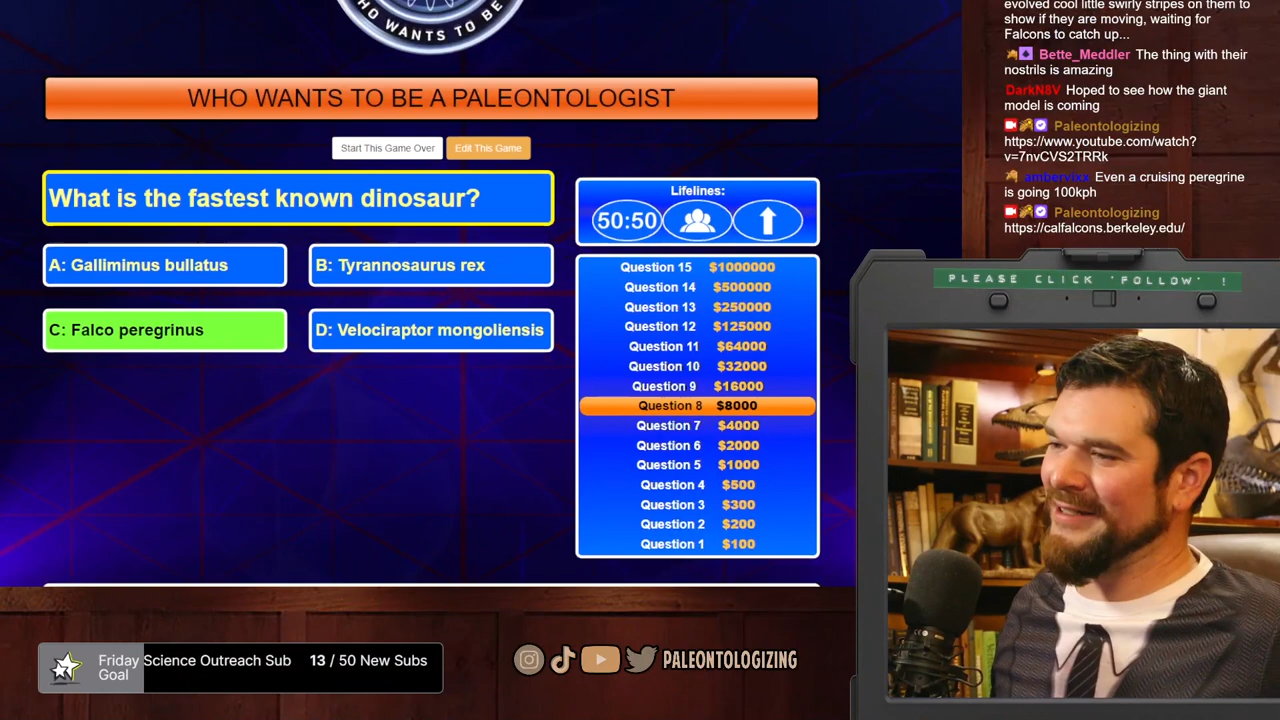 WHO WANTS TO BE
WHO WANTS TO BE A PALEONTOLOGIST
Start This Game Over
Edit This Game
What is the fastest known dinosaur?
A: Gallimimus bullatus
B: Tyrannosaurus rex
C: Falco peregrinus
D: Velociraptor mongoliensis
Lifelines:
50:50
Question 15 $1000000
Question 14 $500000
Question 13 $250000
Question 12 $125000
Question 11 $64000
Question 10 $32000
Question 9 $16000
Question 8 $8000
Question 7 $4000
Question 6 $2000
Question 5 $1000
Question 4 $500
Question 3 $300
Question 2 $200
Question 1 $100
evolved cool little swirly stripes on them to
show if they are moving, waiting for
Falcons to catch up...
Bette_Meddler The thing with their
nostrils is amazing
DarkN8V Hoped to see how the giant
model is coming
Paleontologizing
https://www.youtube.com/watch?
v=7nvCVS2TRRk
ambervixx Even a cruising peregrine
is going 100kph
Paleontologizing
https://calfalcons.berkeley.edu/
PLEASE CLICK 'FOLLOW' !
Friday Science Outreach Sub
Goal
13 / 50 New Subs
PALEONTOLOGIZING